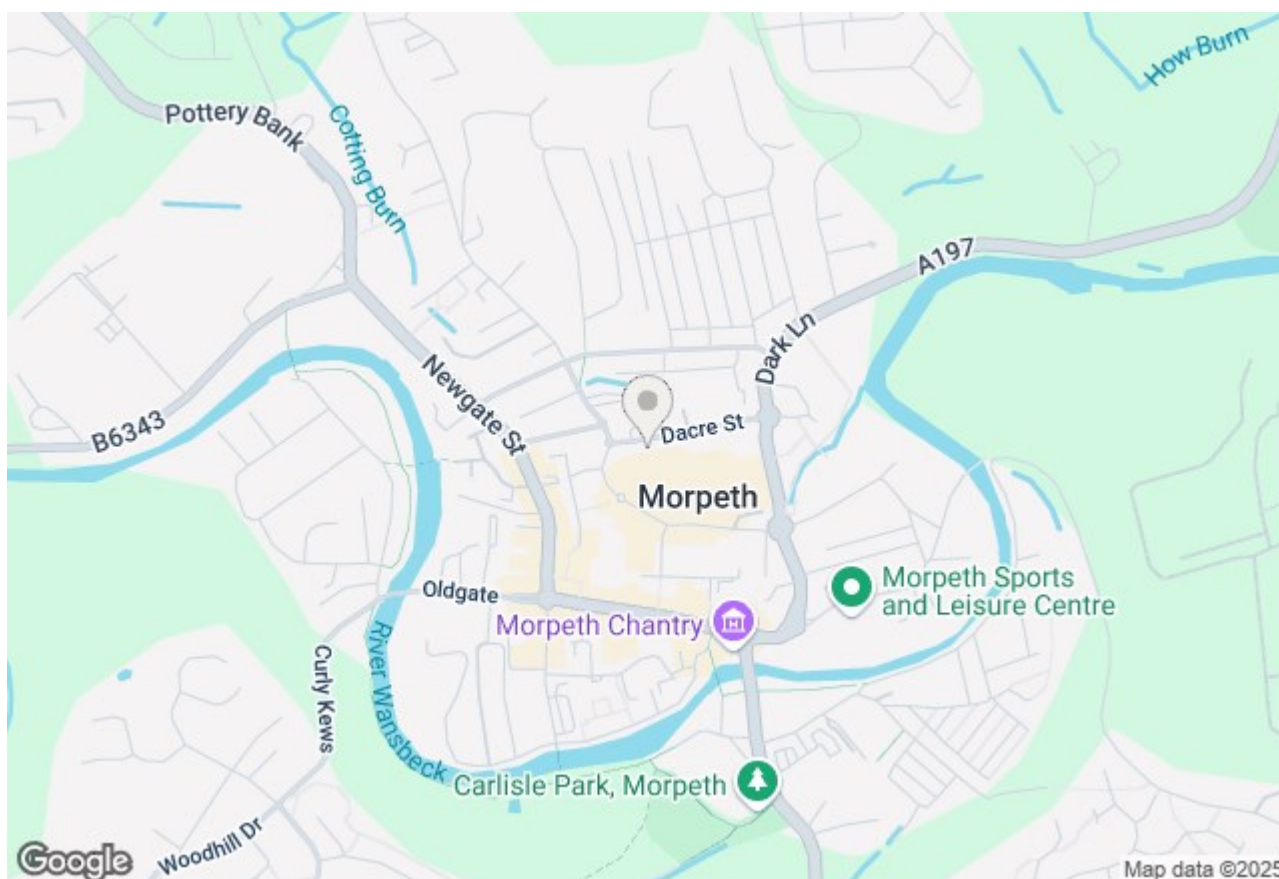 How Burn
Pottery Bank
Cotting Burn
A197
Dark Ln
Newgate St
Dacre St
B6343
Morpeth
Oldgate
Morpeth Sports
and Leisure Centre
Morpeth Chantry
Curly Kews
River Wansbeck
Carlisle Park, Morpeth
Woodhill Dr
Google
Map data ©2025